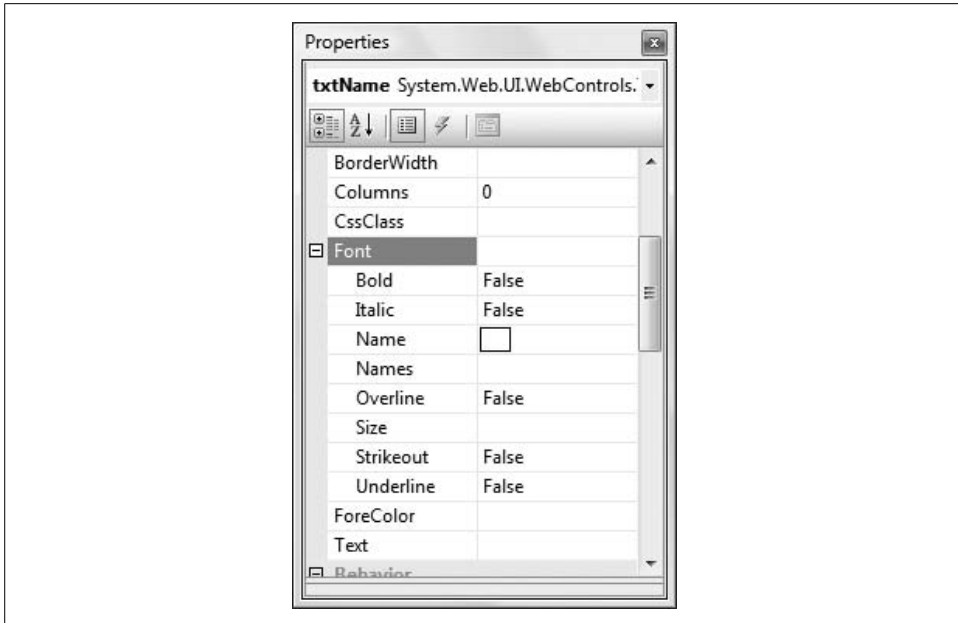 Properties
txtName System.Web.UI.WebControls.
BorderWidth
Columns 0
CssClass
Font
Bold False
Italic False
Name
Names
Overline False
Size
Strikeout False
Underline False
ForeColor
Text
Behavior